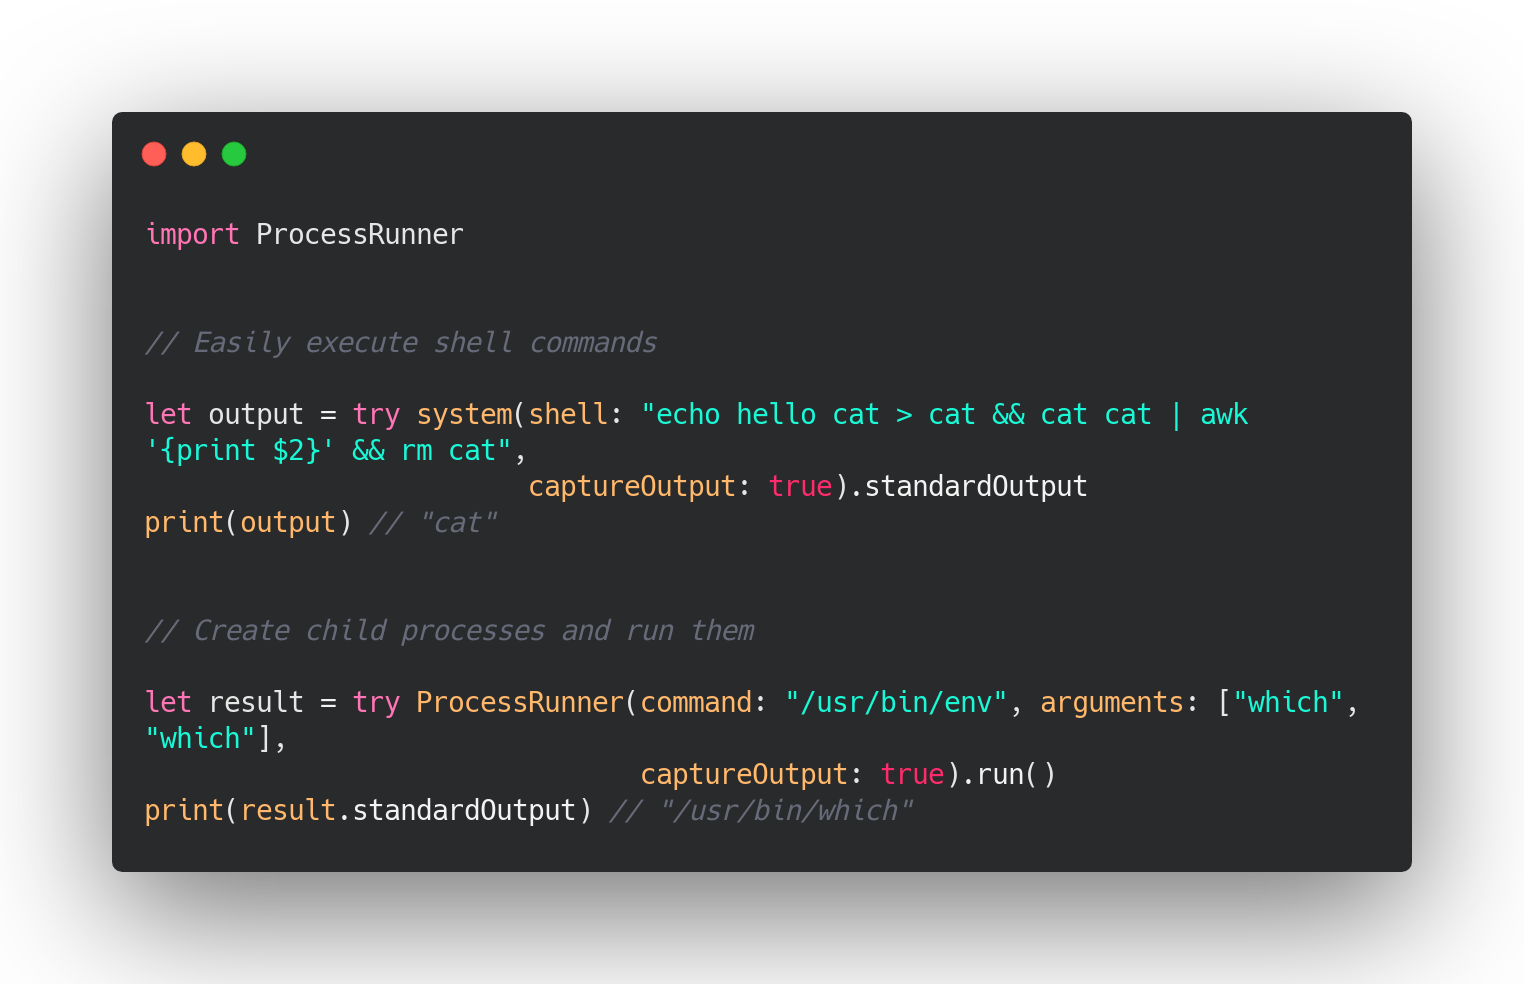 import ProcessRunner
// Easily execute shell commands
let output = try system(shell: "echo hello cat > cat && cat cat | awk
'{print $2}' && rm cat",
captureOutput: true).standardOutput
print(output) // "cat"
// Create child processes and run them
let result = try ProcessRunner(command: "/usr/bin/env", arguments: ["which",
"which"],
captureOutput: true).run()
print(result.standardOutput) // "/usr/bin/which"